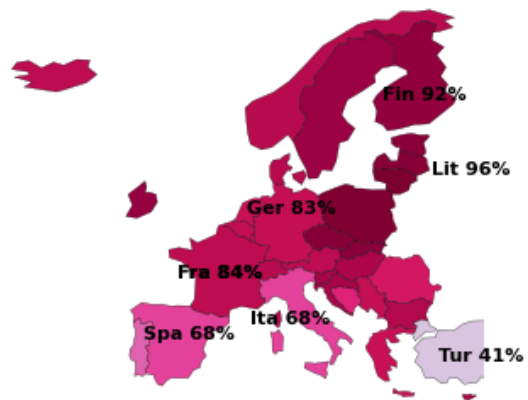 Fin 92%
Lit 96%
Ger 83%
Fra 84%
Ita 68%
Spa 68%
Tur 41%